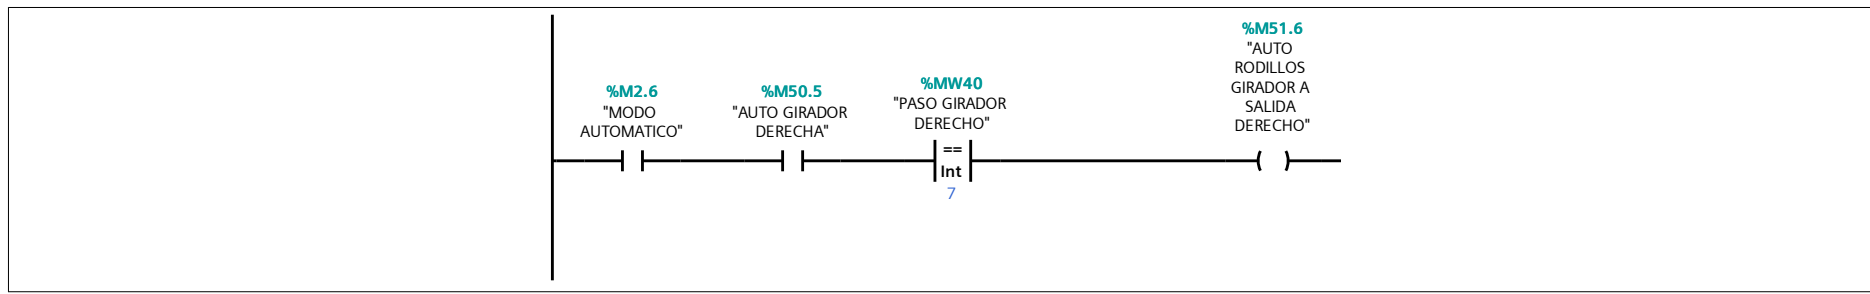 %M2.6
"MODO
AUTOMATICO"
%M50.5
"AUTO GIRADOR
DERECHA"
%MW40
"PASO GIRADOR
DERECHO"
==
Int
7
%M51.6
"AUTO
RODILLOS
GIRADOR A
SALIDA
DERECHO"